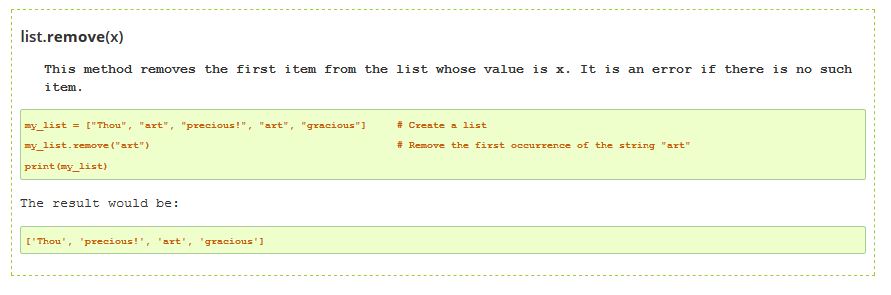 list.remove(x)
This method removes the first item from the list whose value is x. It is an error if there is no such
item.
my_list = ["Thou", "art", "precious!", "art", "gracious"]     # Create a list
my_list.remove("art")                                         # Remove the first occurrence of the string "art"
print(my_list)
The result would be:
['Thou', 'precious!', 'art', 'gracious']